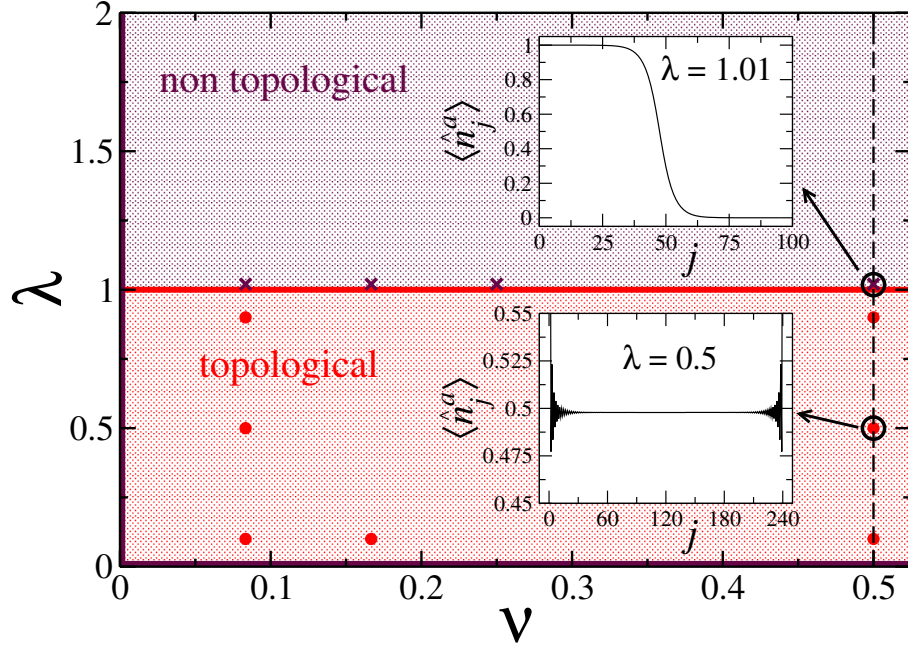 2
1.5
1
0.5
0
λ
non topological
topological
1
0.8
0.6
0.4
0.2
0
⟨n̂ⱼᵃ⟩
λ = 1.01
0 25 50 75 100
j
0.55
0.525
0.5
0.475
0.45
⟨n̂ⱼᵃ⟩
λ = 0.5
0 60 120 180 240
j
0 0.1 0.2 0.3 0.4 0.5
ν